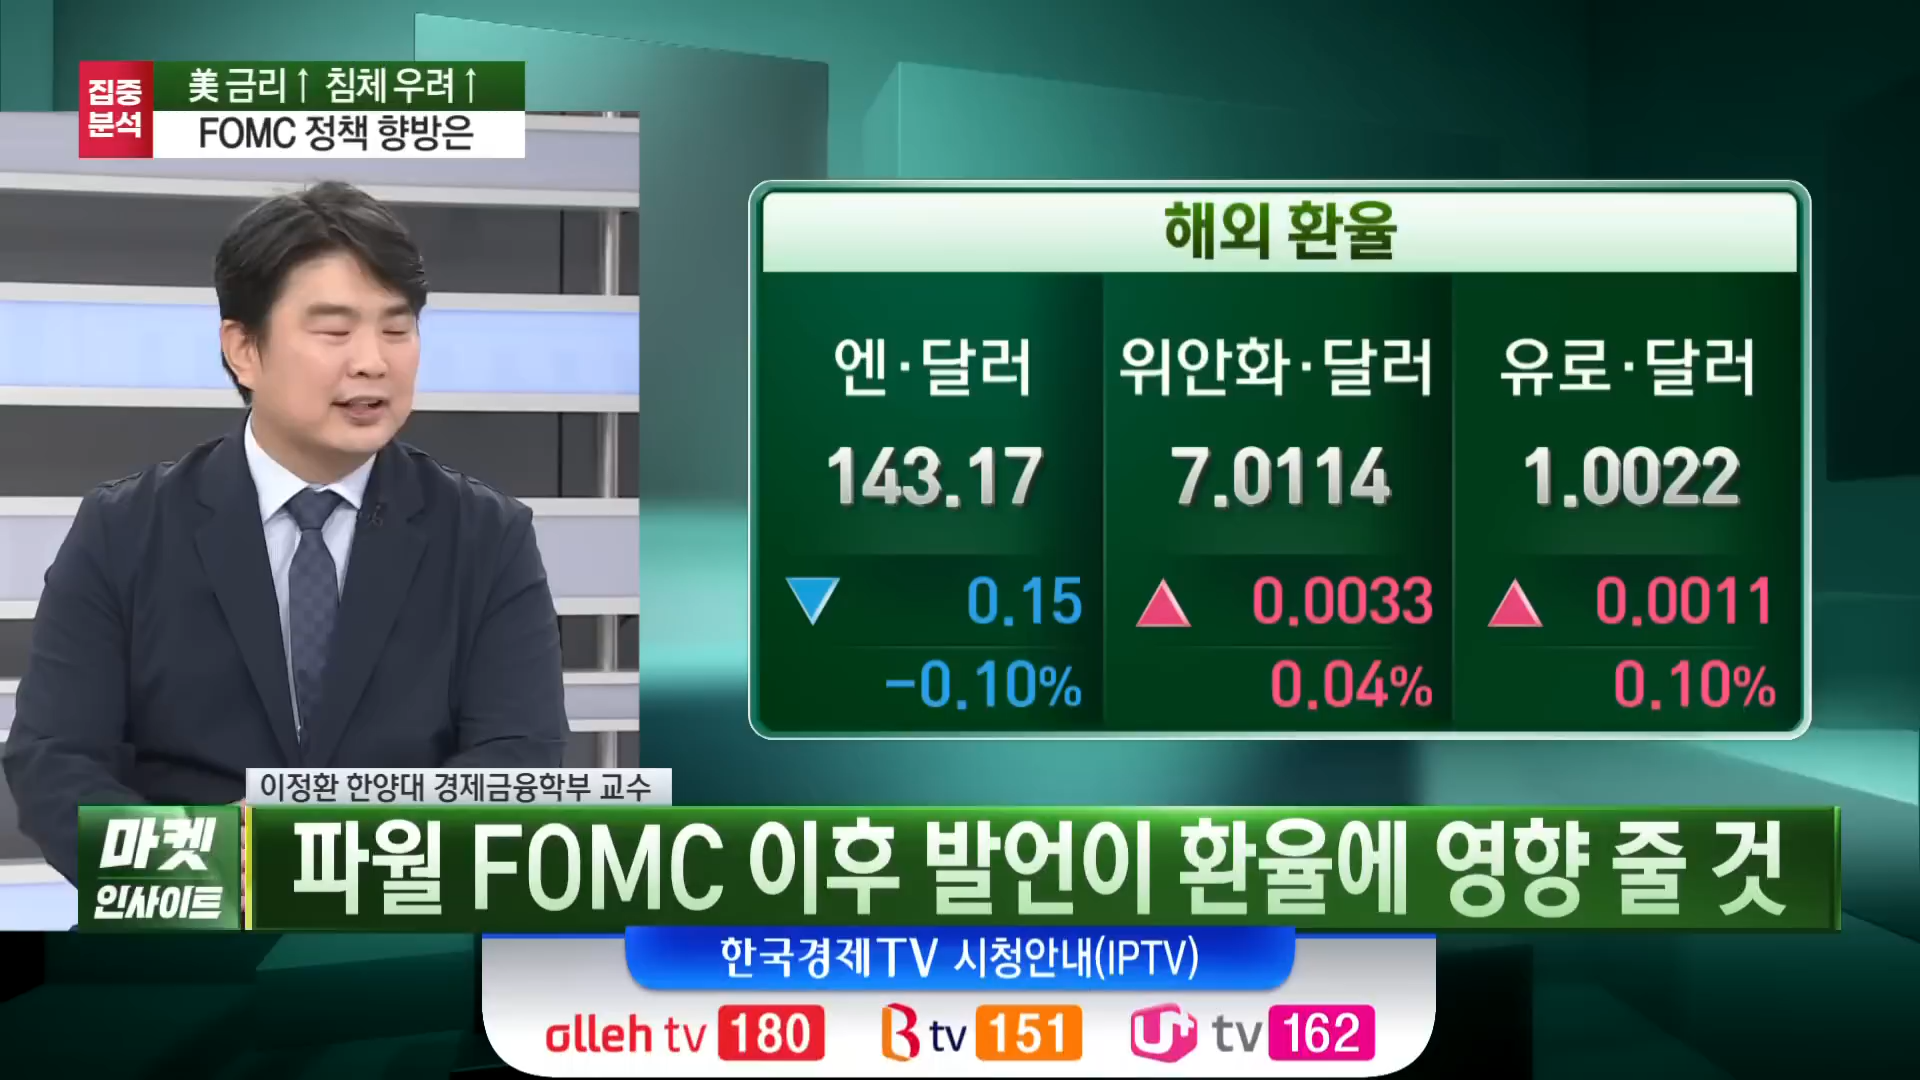 집중
분석
美 금리↑ 침체 우려↑
FOMC 정책 향방은
해외 환율
엔·달러
143.17
▼ 0.15
-0.10%
위안화·달러
7.0114
▲ 0.0033
0.04%
유로·달러
1.0022
▲ 0.0011
0.10%
이정환 한양대 경제금융학부 교수
마켓
인사이트
파월 FOMC 이후 발언이 환율에 영향 줄 것
한국경제TV 시청안내(IPTV)
olleh tv 180 B tv 151 U+ tv 162